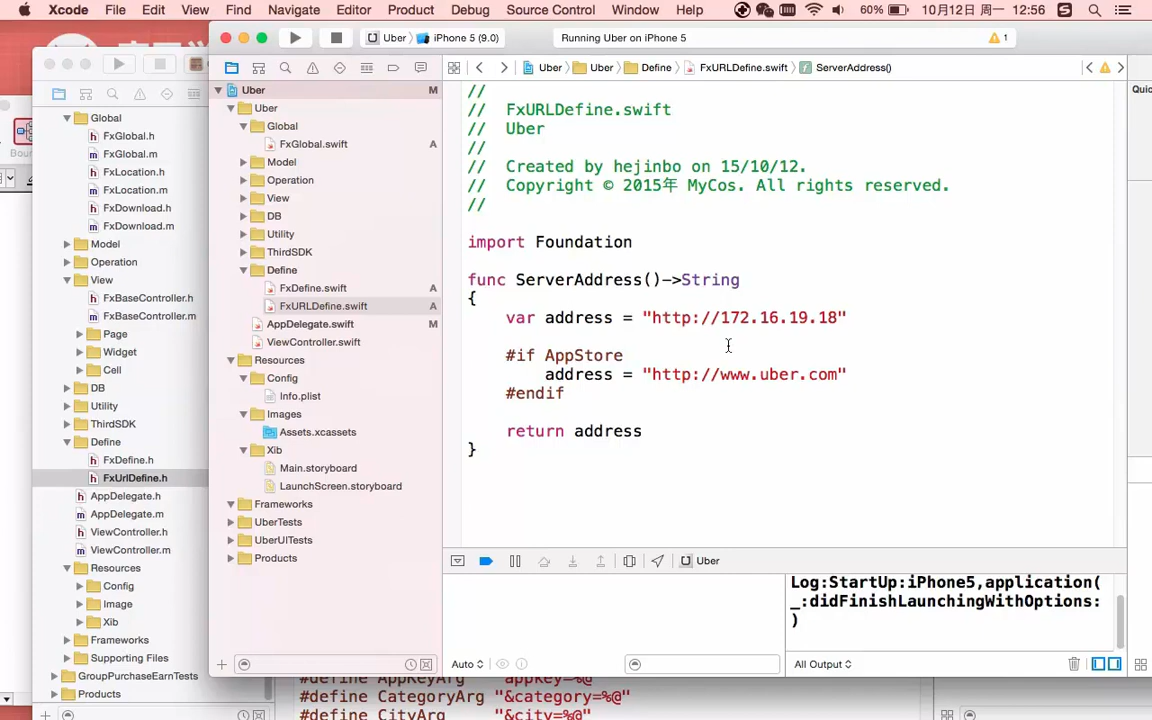 Xcode File Edit View Find Navigate Editor Product Debug Source Control Window Help 60% 10月12日 周一 12:56
Uber iPhone 5 (9.0) Running Uber on iPhone 5 1
Uber Uber Define FxURLDefine.swift ServerAddress()
Quic
Global
FxGlobal.h
FxGlobal.m
FxLocation.h
FxLocation.m
FxDownload.h
FxDownload.m
Model
Operation
View
FxBaseController.h
FxBaseController.m
Page
Widget
Cell
DB
Utility
ThirdSDK
Define
FxDefine.h
FxUrlDefine.h
AppDelegate.h
AppDelegate.m
ViewController.h
ViewController.m
Resources
Config
Image
Xib
Frameworks
Supporting Files
GroupPurchaseEarnTests
Products
Uber M
Uber
Global
FxGlobal.swift A
Model
Operation
View
DB
Utility
ThirdSDK
Define
FxDefine.swift A
FxURLDefine.swift A
AppDelegate.swift M
ViewController.swift
Resources
Config
Info.plist
Images
Assets.xcassets
Xib
Main.storyboard
LaunchScreen.storyboard
Frameworks
UberTests
UberUITests
Products
//
// FxURLDefine.swift
// Uber
//
// Created by hejinbo on 15/10/12.
// Copyright © 2015年 MyCos. All rights reserved.
//
import Foundation
func ServerAddress()->String
{
var address = "http://172.16.19.18"
#if AppStore
address = "http://www.uber.com"
#endif
return address
}
Uber
Log:StartUp:iPhone5,application(
_:didFinishLaunchingWithOptions:
)
Auto All Output
#define AppKeyArg "appkey=%@"
#define CategoryArg "&category=%@"
#define CityArg "&city=%@"